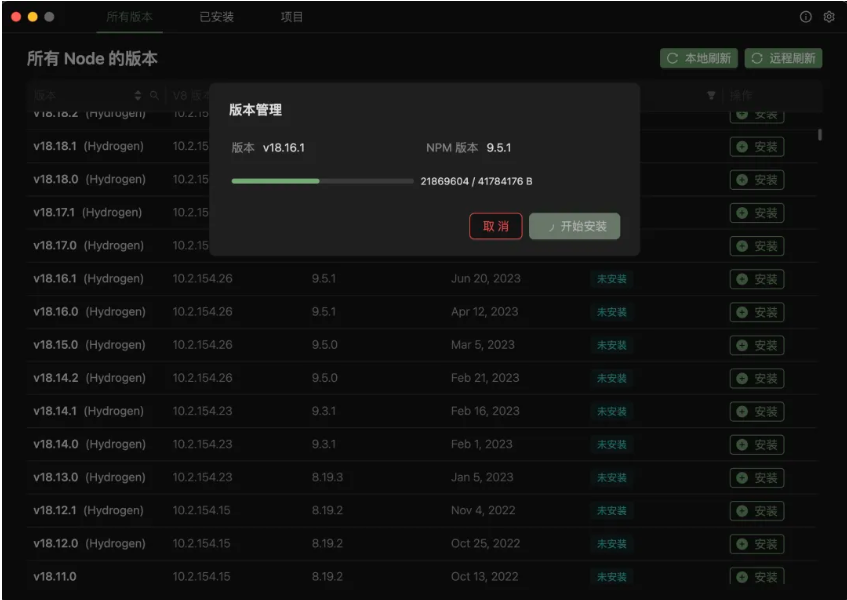 所有版本 已安装 项目
所有 Node 的版本 本地刷新 远程刷新
版本 V8 版本 操作
v18.18.2 (Hydrogen) 10.2.15 安装
版本管理
v18.18.1 (Hydrogen) 10.2.15 安装
版本 v18.16.1 NPM 版本 9.5.1
v18.18.0 (Hydrogen) 10.2.15 安装
21869604 / 41784176 B
v18.17.1 (Hydrogen) 10.2.15 安装
取消 开始安装
v18.17.0 (Hydrogen) 10.2.15 安装
v18.16.1 (Hydrogen) 10.2.154.26 9.5.1 Jun 20, 2023 未安装 安装
v18.16.0 (Hydrogen) 10.2.154.26 9.5.1 Apr 12, 2023 未安装 安装
v18.15.0 (Hydrogen) 10.2.154.26 9.5.0 Mar 5, 2023 未安装 安装
v18.14.2 (Hydrogen) 10.2.154.26 9.5.0 Feb 21, 2023 未安装 安装
v18.14.1 (Hydrogen) 10.2.154.23 9.3.1 Feb 16, 2023 未安装 安装
v18.14.0 (Hydrogen) 10.2.154.23 9.3.1 Feb 1, 2023 未安装 安装
v18.13.0 (Hydrogen) 10.2.154.23 8.19.3 Jan 5, 2023 未安装 安装
v18.12.1 (Hydrogen) 10.2.154.15 8.19.2 Nov 4, 2022 未安装 安装
v18.12.0 (Hydrogen) 10.2.154.15 8.19.2 Oct 25, 2022 未安装 安装
v18.11.0 10.2.154.15 8.19.2 Oct 13, 2022 未安装 安装